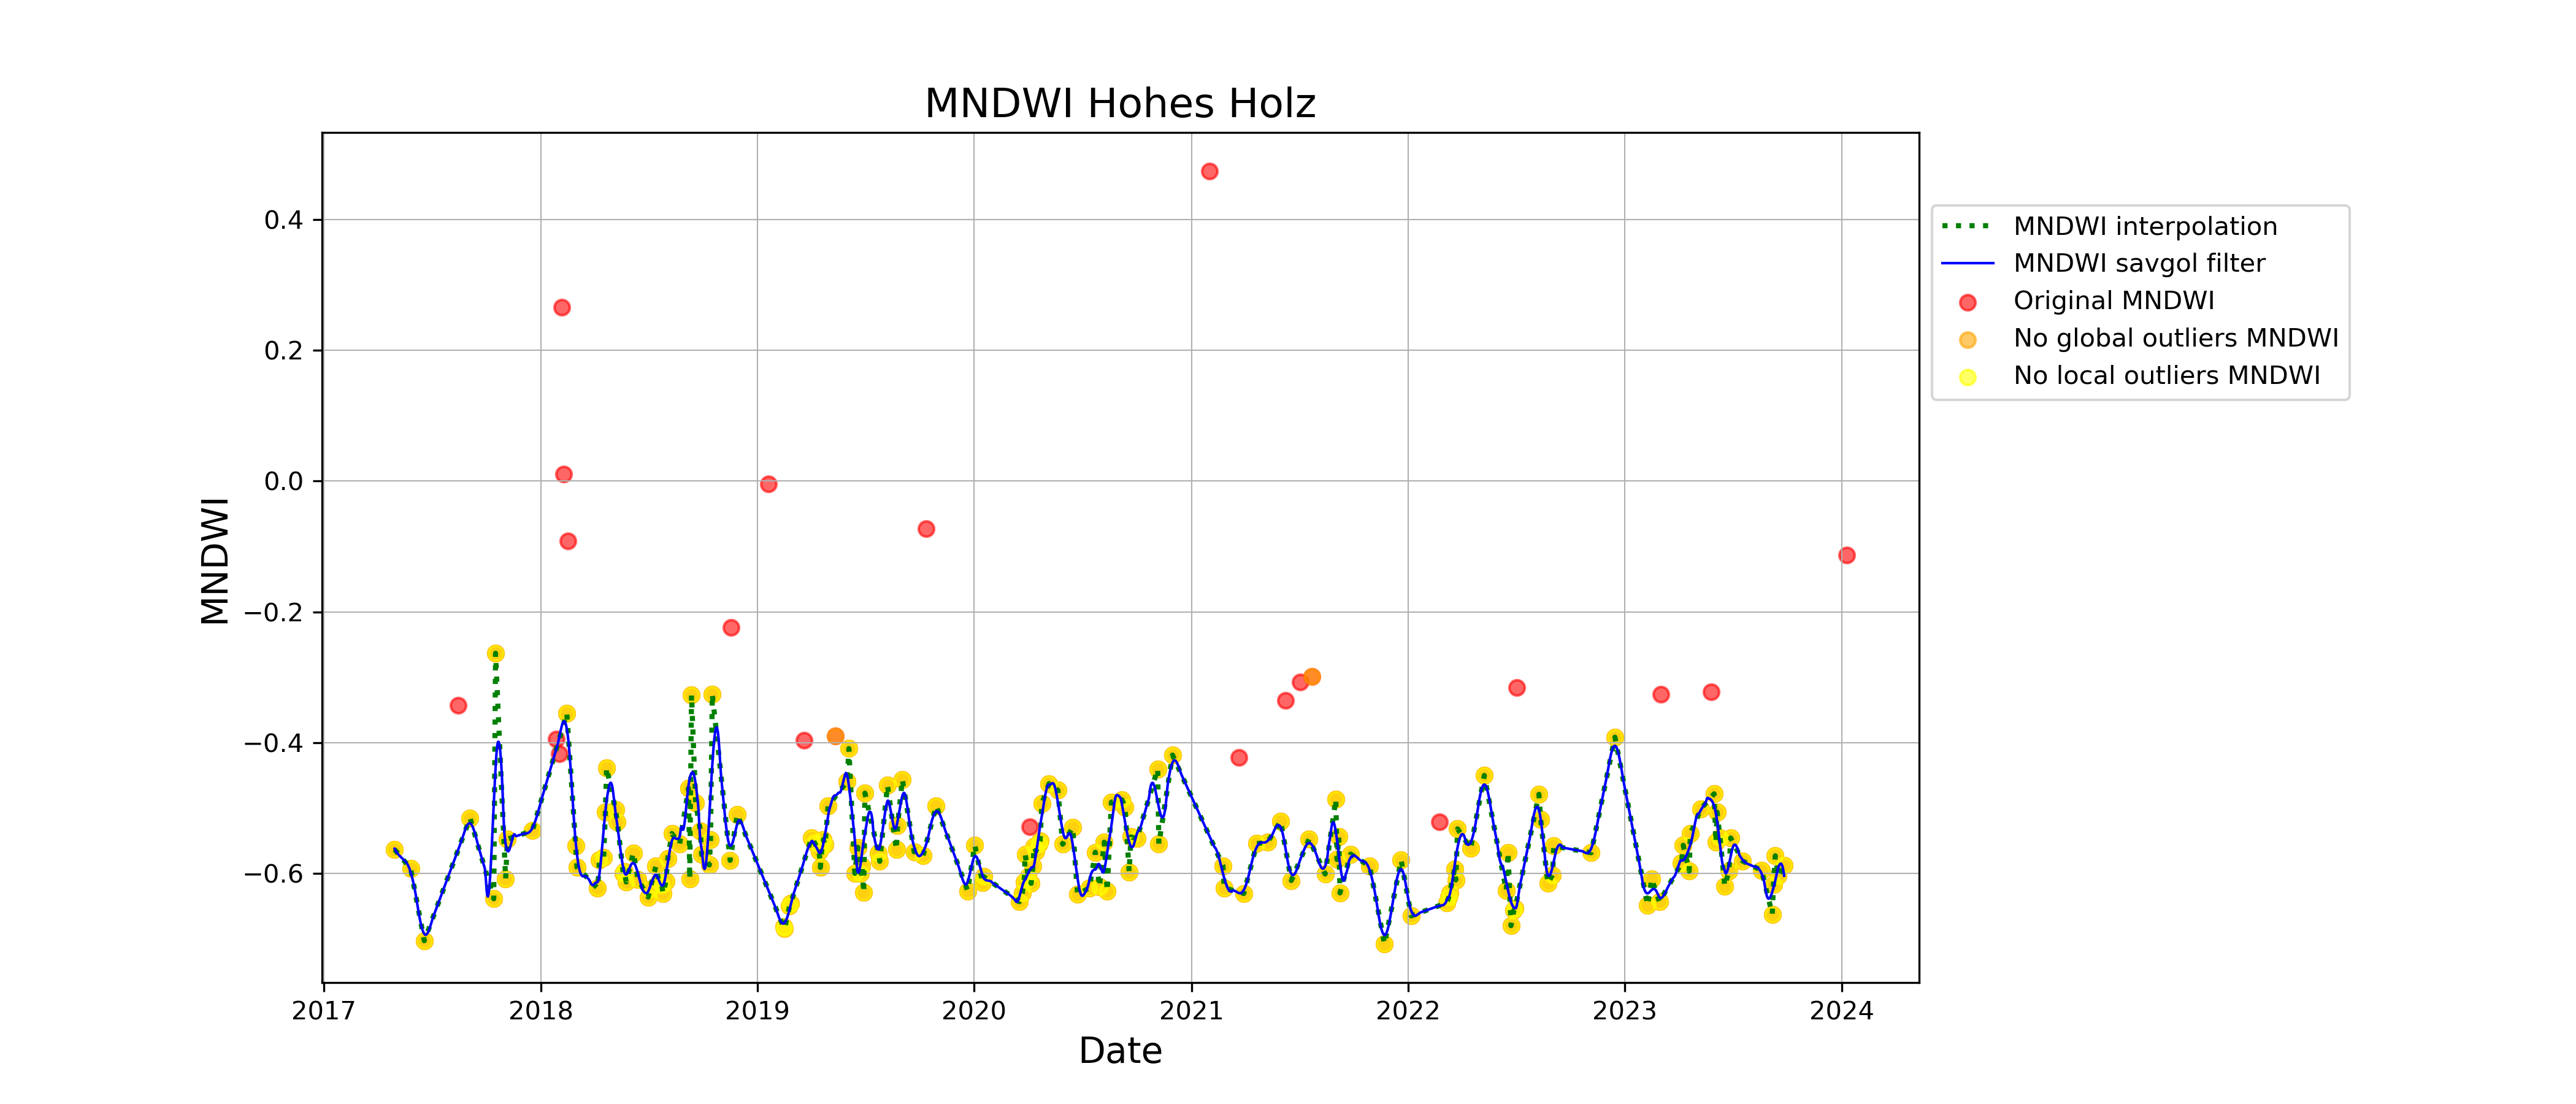 MNDWI Hohes Holz
MNDWI
0.4
0.2
0.0
−0.2
−0.4
−0.6
2017 2018 2019 2020 2021 2022 2023 2024
Date
MNDWI interpolation
MNDWI savgol filter
Original MNDWI
No global outliers MNDWI
No local outliers MNDWI